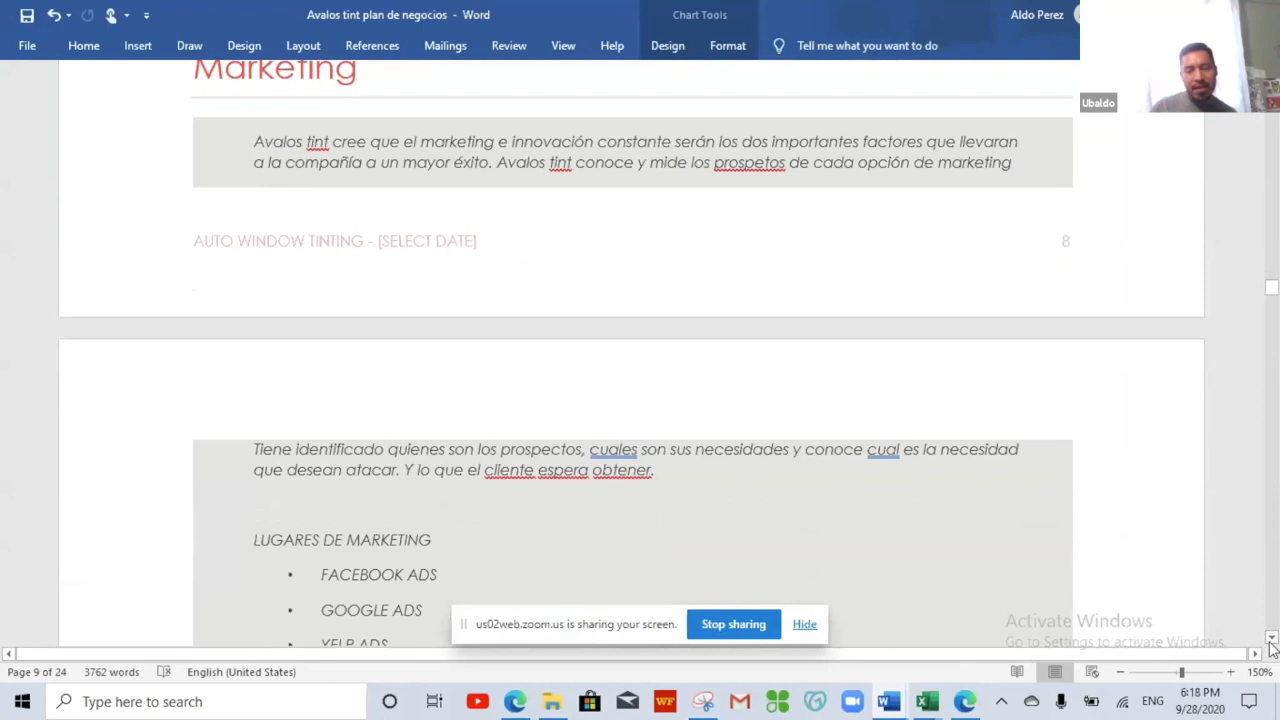 Avalos tint plan de negocios - Word
Chart Tools
Aldo Perez
File Home Insert Draw Design Layout References Mailings Review View Help Design Format Tell me what you want to do
Ubaldo
Marketing
Avalos tint cree que el marketing e innovación constante serán los dos importantes factores que llevaran
a la compañía a un mayor éxito. Avalos tint conoce y mide los prospetos de cada opción de marketing
AUTO WINDOW TINTING - [SELECT DATE] 8
Tiene identificado quienes son los prospectos, cuales son sus necesidades y conoce cual es la necesidad
que desean atacar. Y lo que el cliente espera obtener.
LUGARES DE MARKETING
• FACEBOOK ADS
• GOOGLE ADS
YELP ADS
us02web.zoom.us is sharing your screen. Stop sharing Hide
Activate Windows
Go to Settings to activate Windows.
Page 9 of 24 3762 words English (United States) 150%
Type here to search
WF
ENG
6:18 PM
9/28/2020